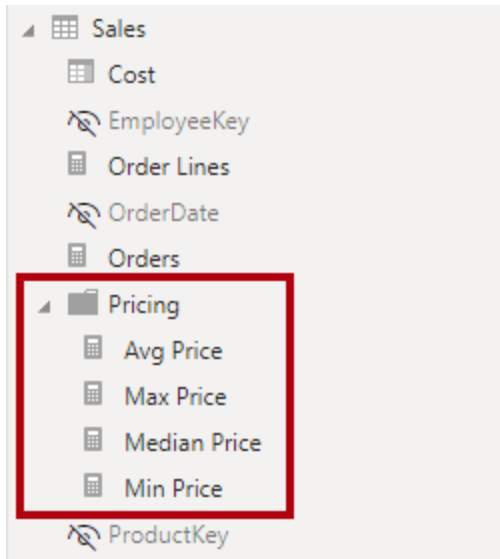 Sales
Cost
EmployeeKey
Order Lines
OrderDate
Orders
Pricing
Avg Price
Max Price
Median Price
Min Price
ProductKey